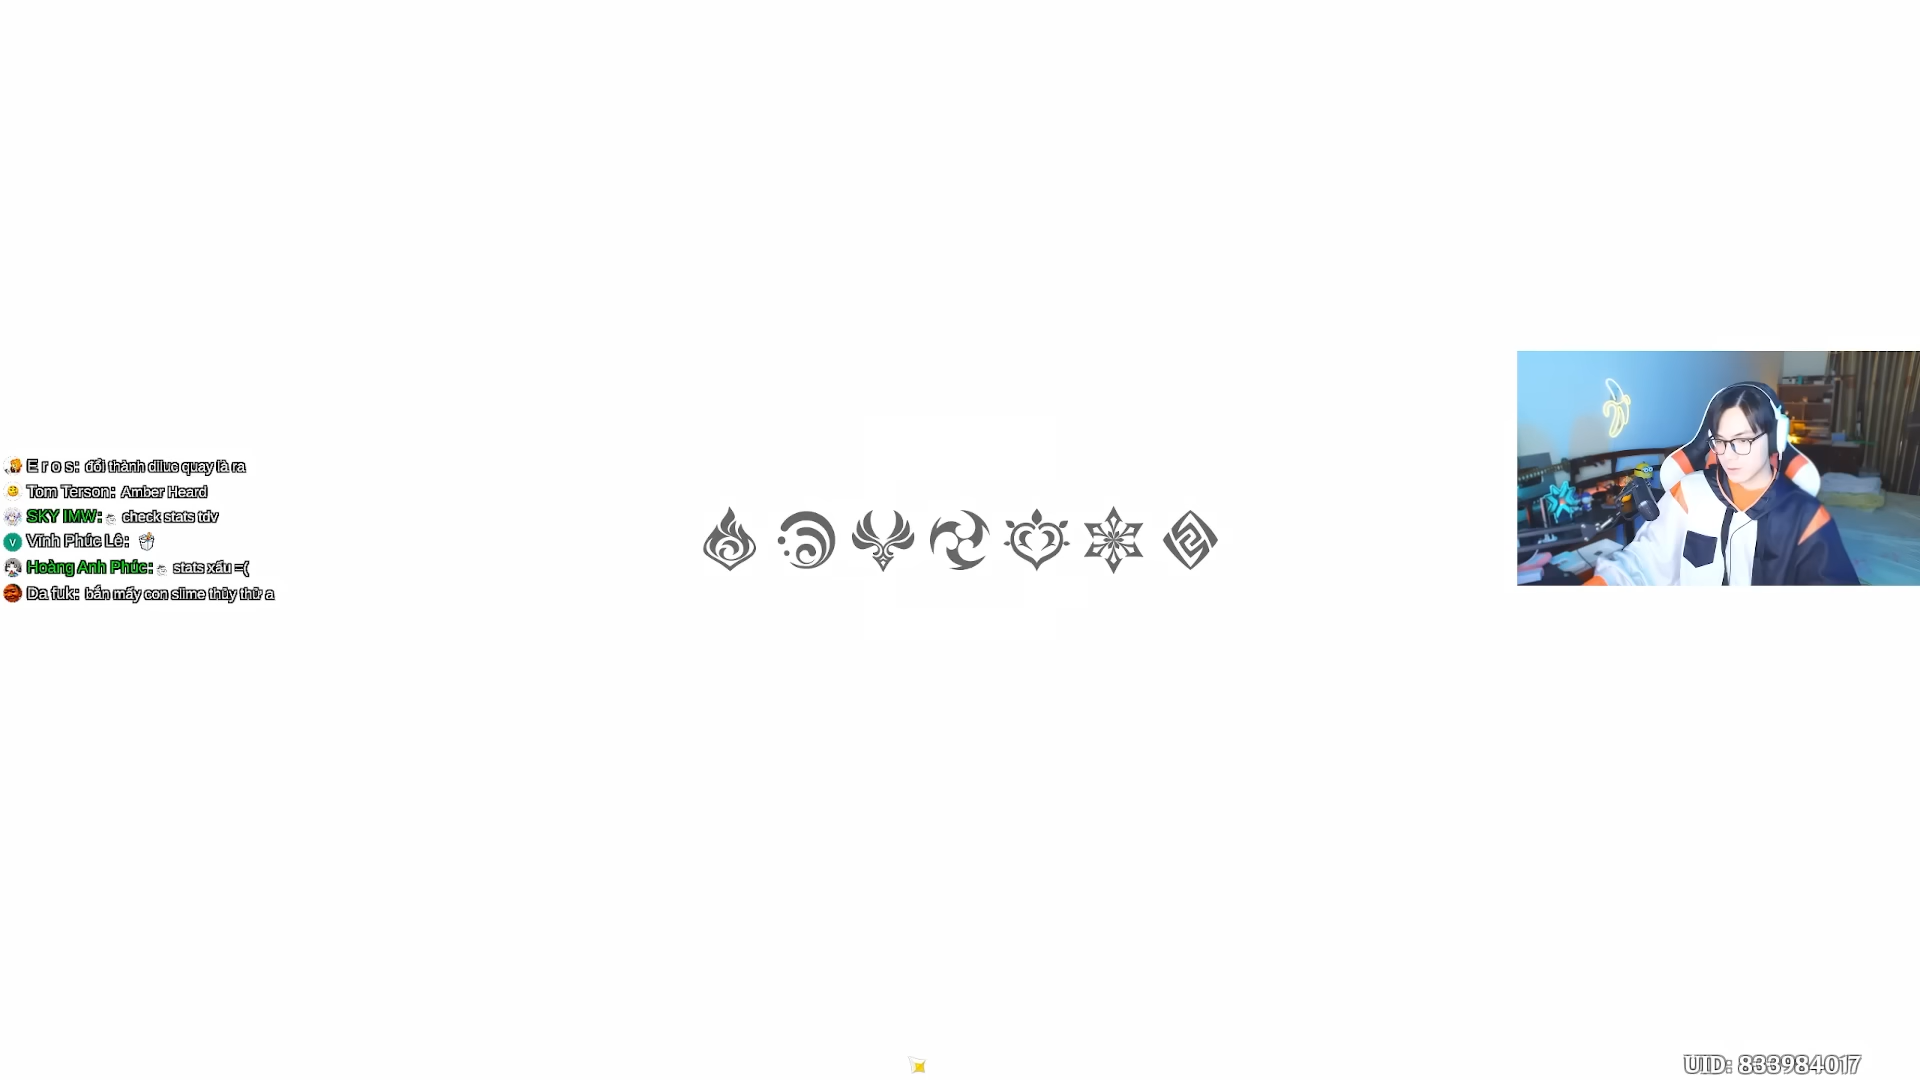 E r o s: đổi thành diluc quay là ra
Tom Terson: Amber Heard
SKY IMW: check stats tdv
V Vĩnh Phúc Lê:
Hoàng Anh Phúc: stats xấu =(
Da fuk: bắn mấy con slime thủy thử a
UID: 833984017